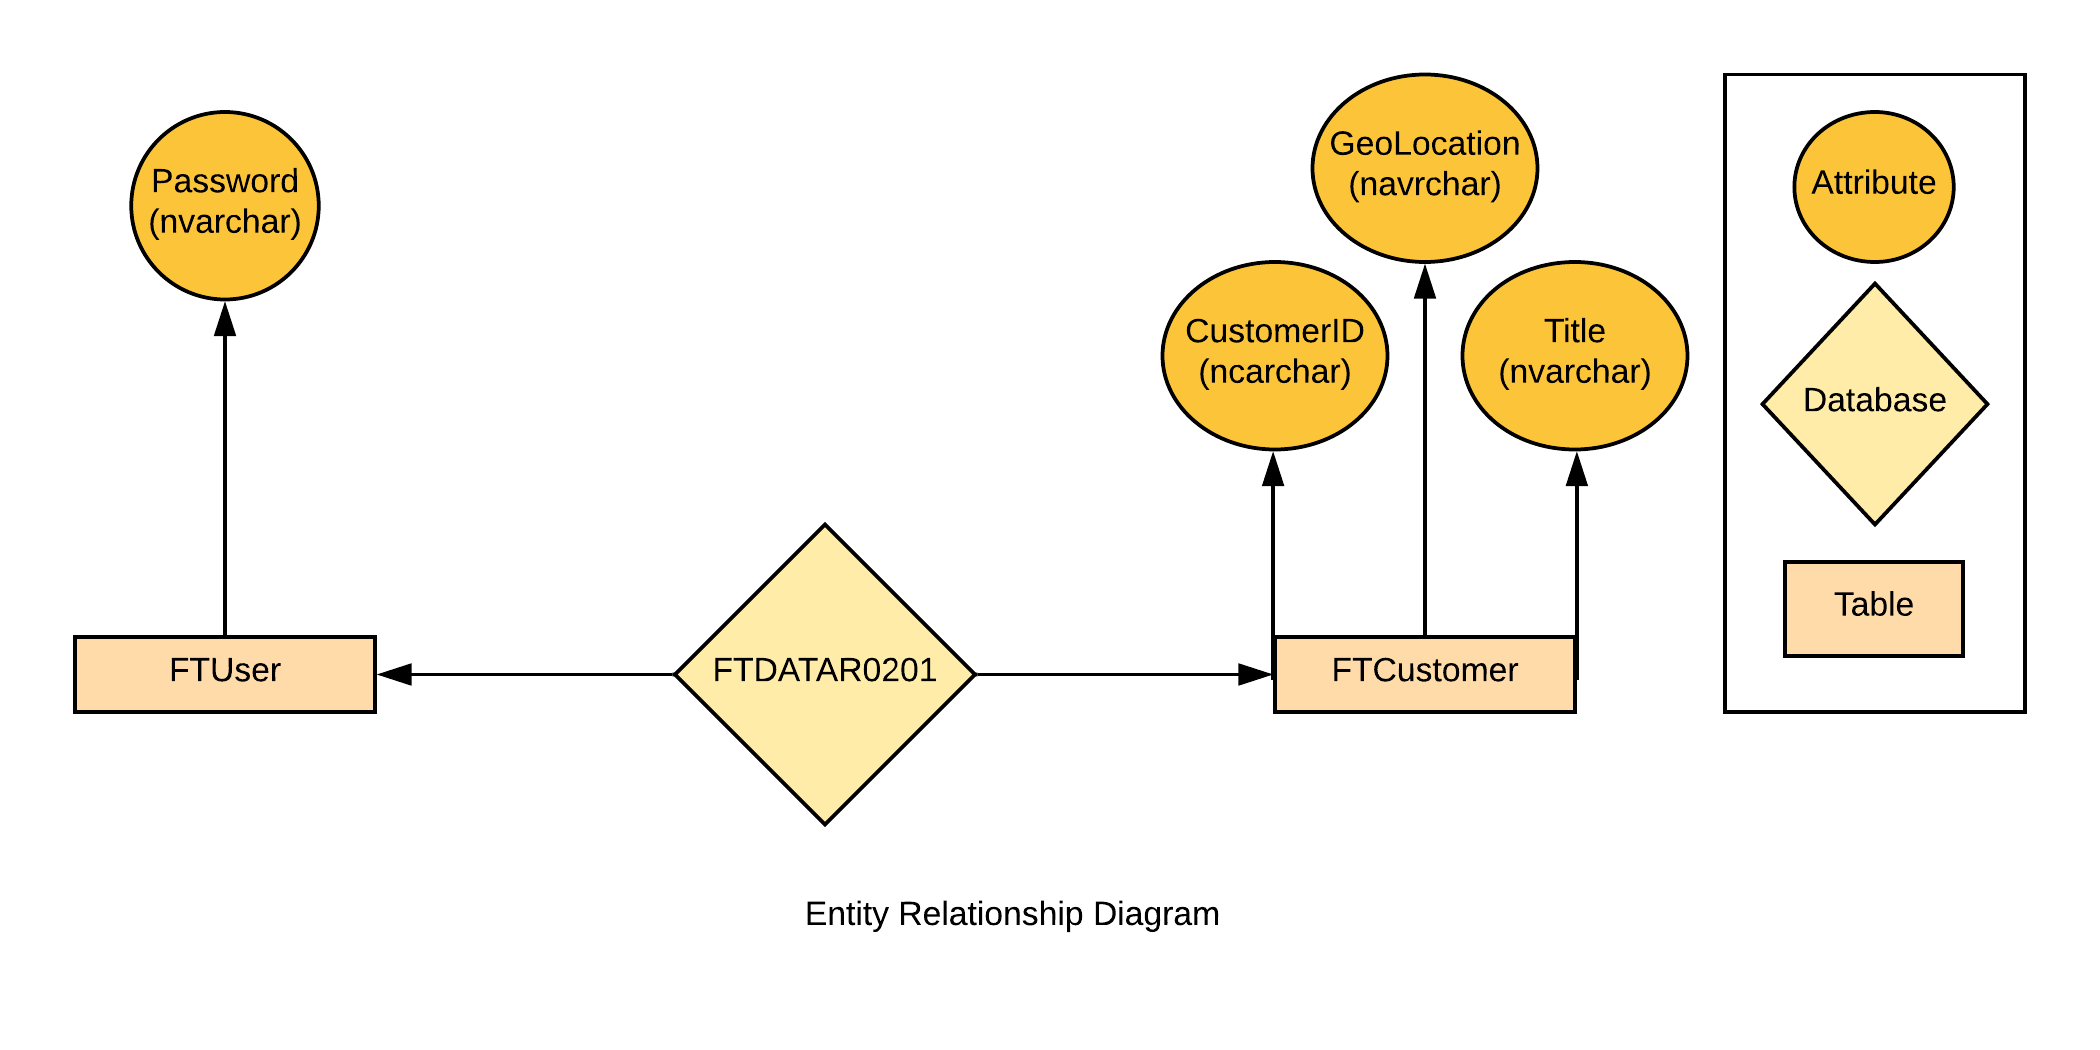 Password
(nvarchar)
GeoLocation
(navrchar)
CustomerID
(ncarchar)
Title
(nvarchar)
FTUser
FTDATAR0201
FTCustomer
Attribute
Database
Table
Entity Relationship Diagram